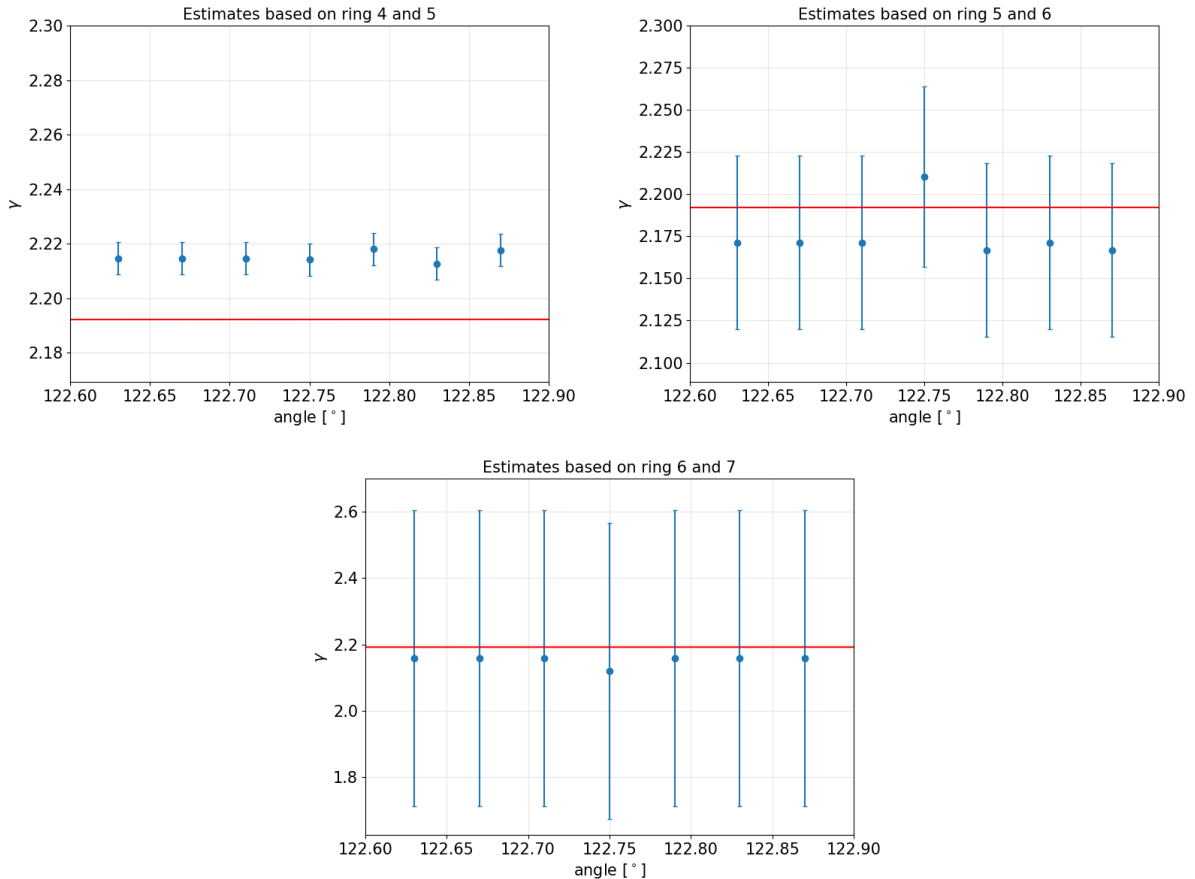 Estimates based on ring 4 and 5
2.30
2.28
2.26
2.24
2.22
2.20
2.18
γ
122.60 122.65 122.70 122.75 122.80 122.85 122.90
angle [°]
Estimates based on ring 5 and 6
2.300
2.275
2.250
2.225
2.200
2.175
2.150
2.125
2.100
γ
122.60 122.65 122.70 122.75 122.80 122.85 122.90
angle [°]
Estimates based on ring 6 and 7
2.6
2.4
2.2
2.0
1.8
γ
122.60 122.65 122.70 122.75 122.80 122.85 122.90
angle [°]